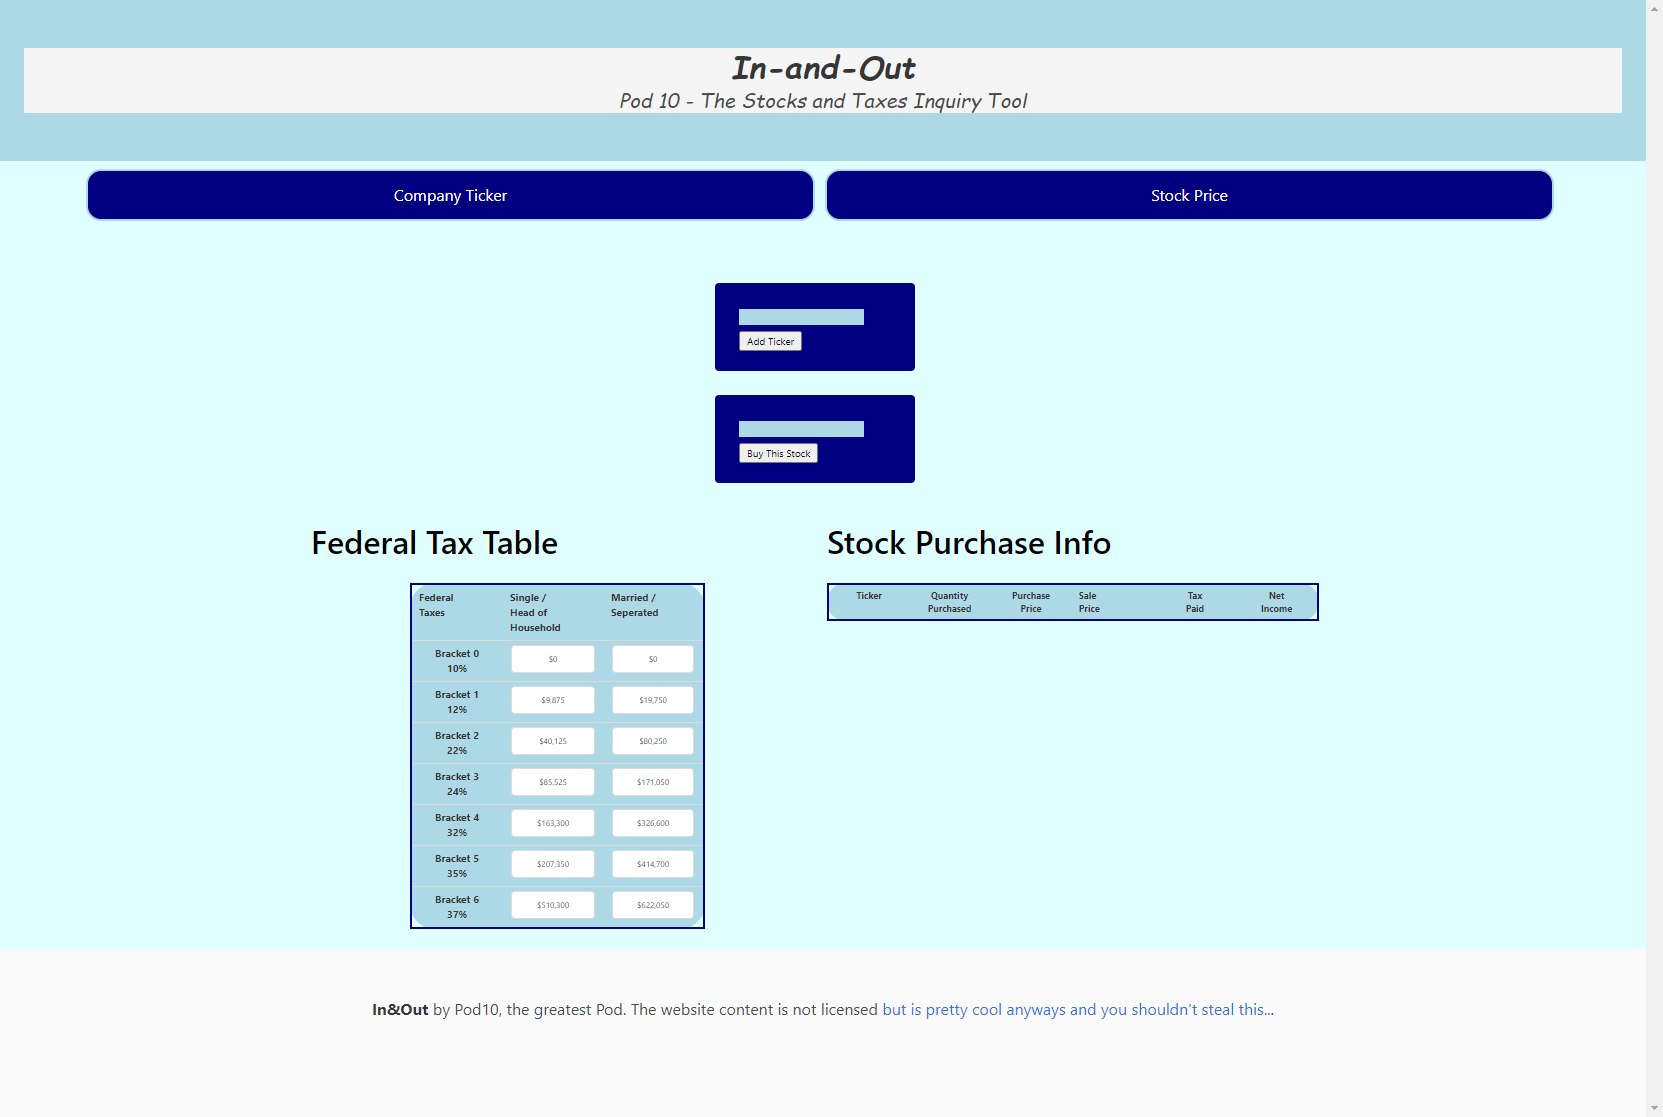 In-and-Out
Pod 10 - The Stocks and Taxes Inquiry Tool
Company Ticker
Stock Price
Add Ticker
Buy This Stock
Federal Tax Table
Federal Taxes
Single / Head of Household
Married / Seperated
Bracket 0 10%
$0
$0
Bracket 1 12%
$9,875
$19,750
Bracket 2 22%
$40,125
$80,250
Bracket 3 24%
$85,525
$171,050
Bracket 4 32%
$163,300
$326,600
Bracket 5 35%
$207,350
$414,700
Bracket 6 37%
$510,300
$622,050
Stock Purchase Info
Ticker
Quantity Purchased
Purchase Price
Sale Price
Tax Paid
Net Income
In&Out by Pod10, the greatest Pod. The website content is not licensed but is pretty cool anyways and you shouldn't steal this...